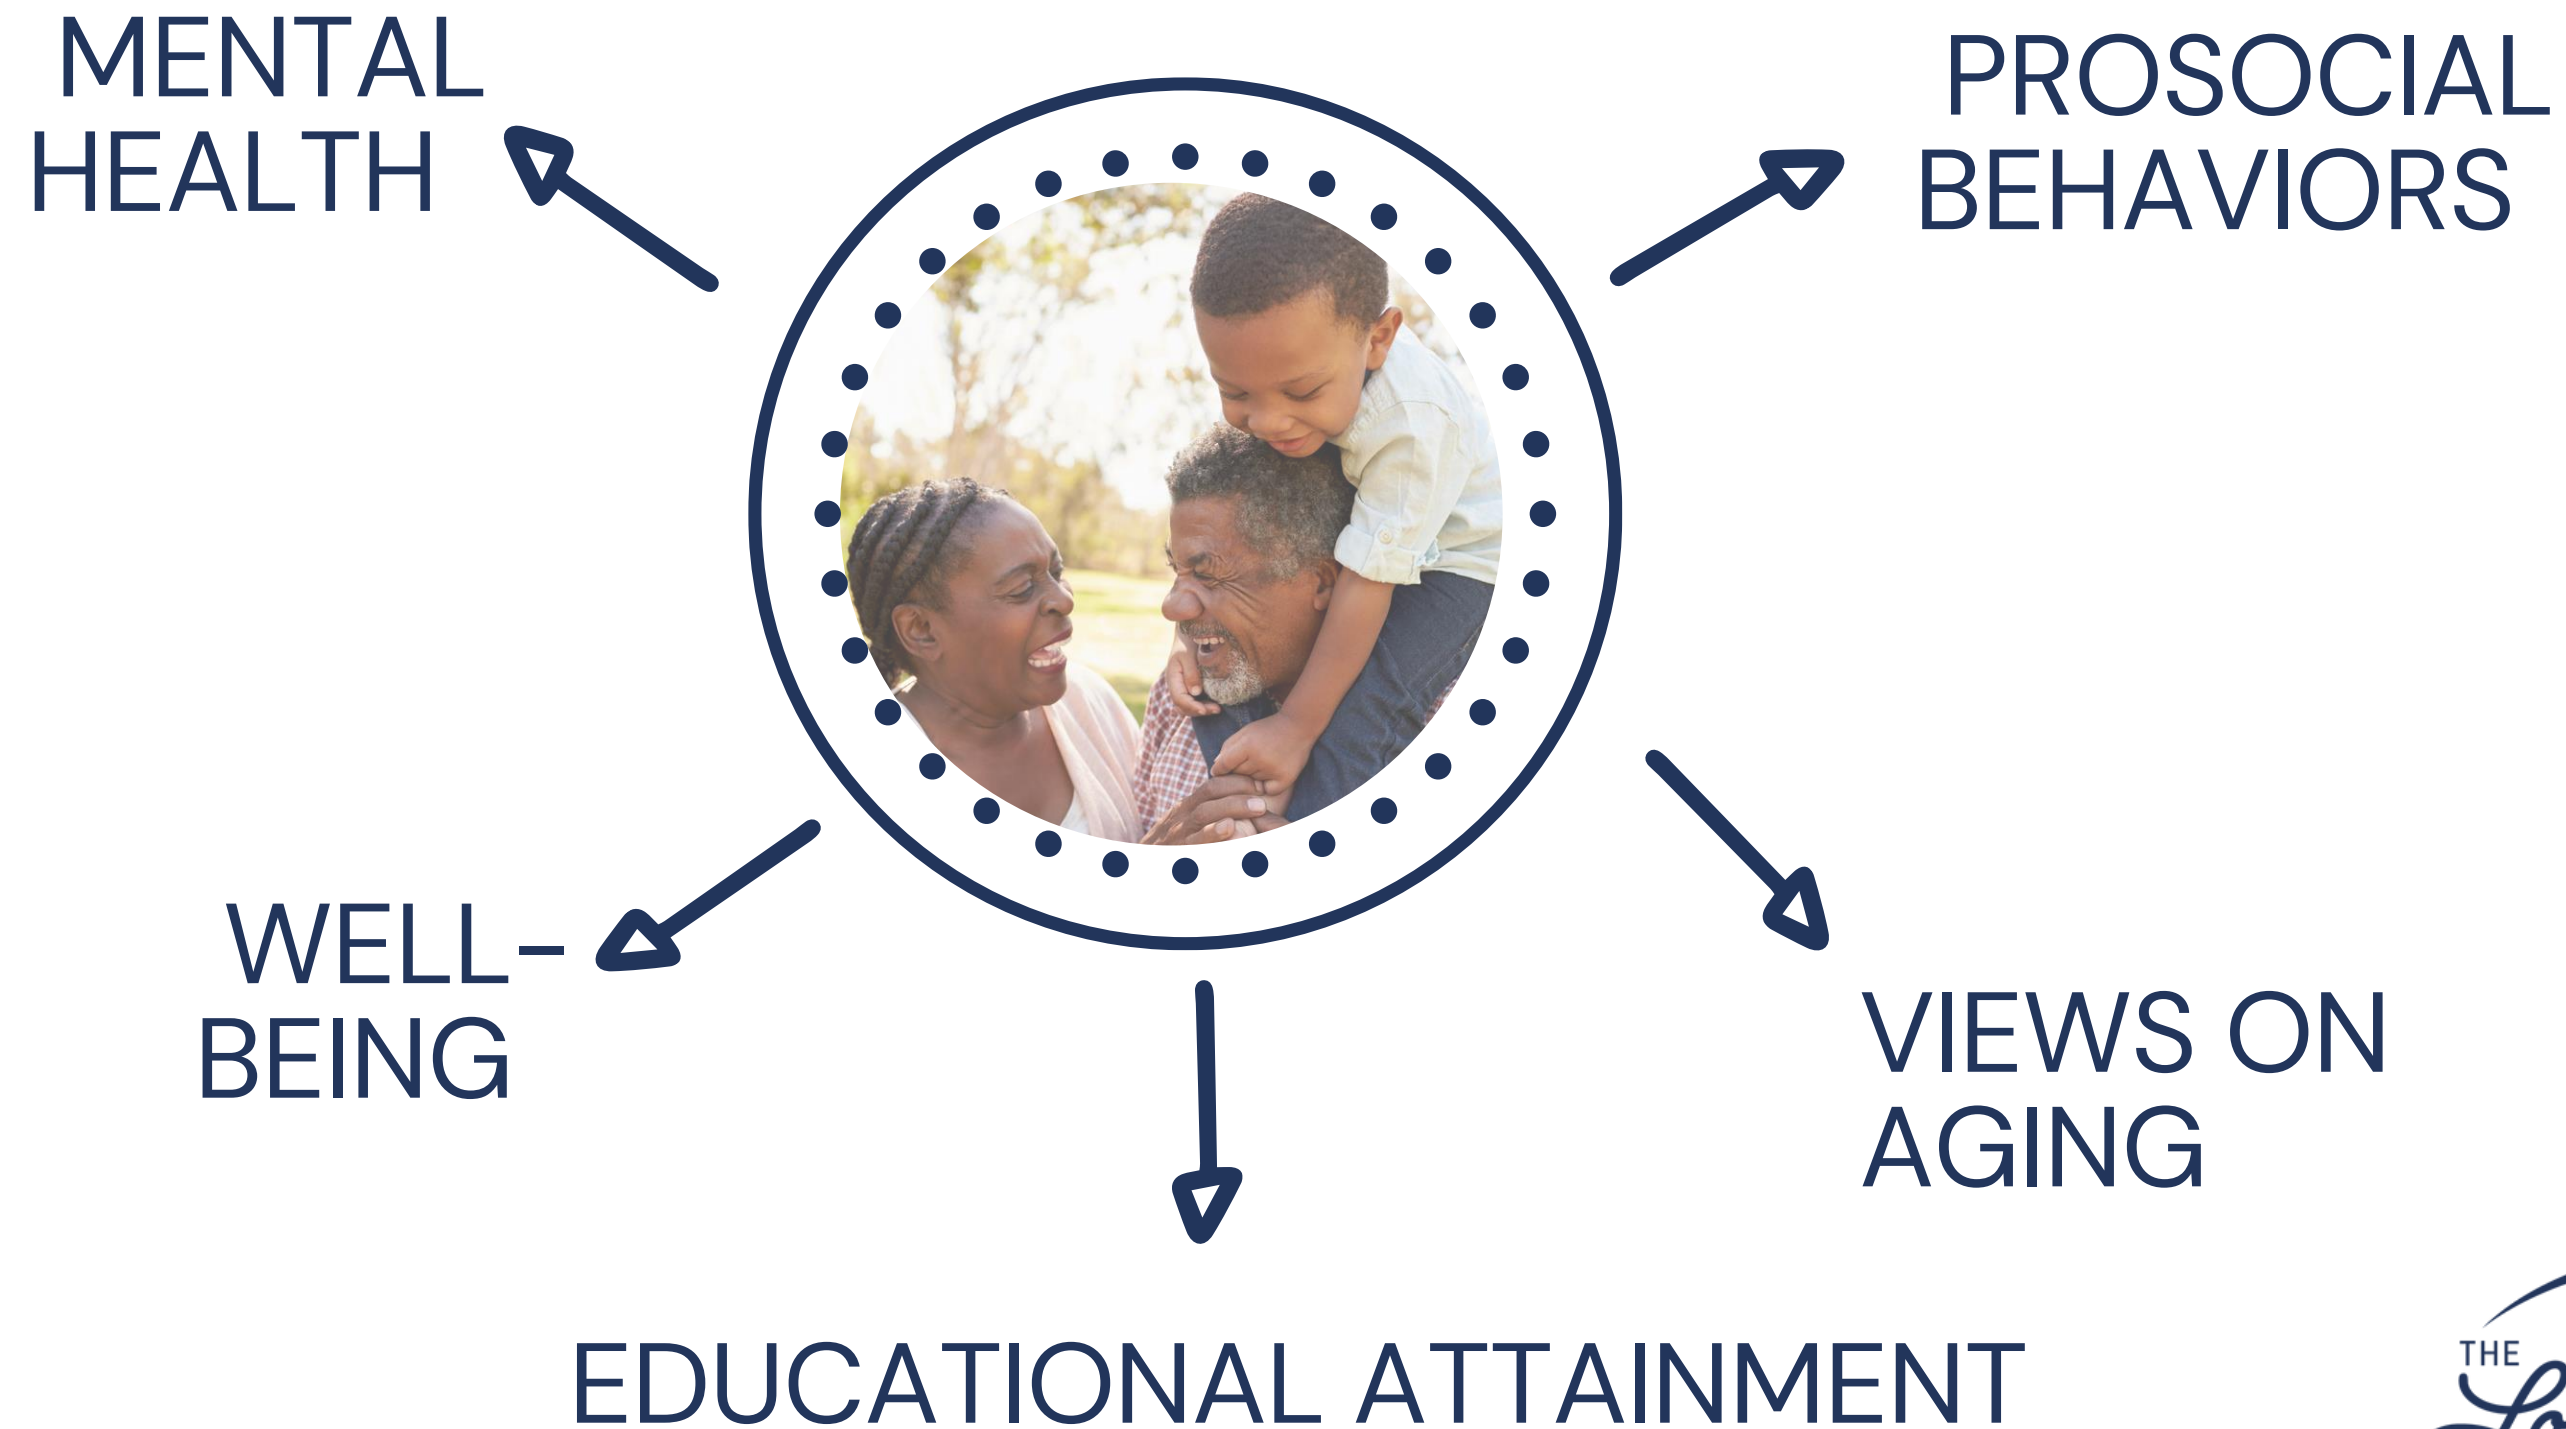 MENTAL
HEALTH
PROSOCIAL
BEHAVIORS
WELL-
BEING
VIEWS ON
AGING
EDUCATIONAL ATTAINMENT
THE